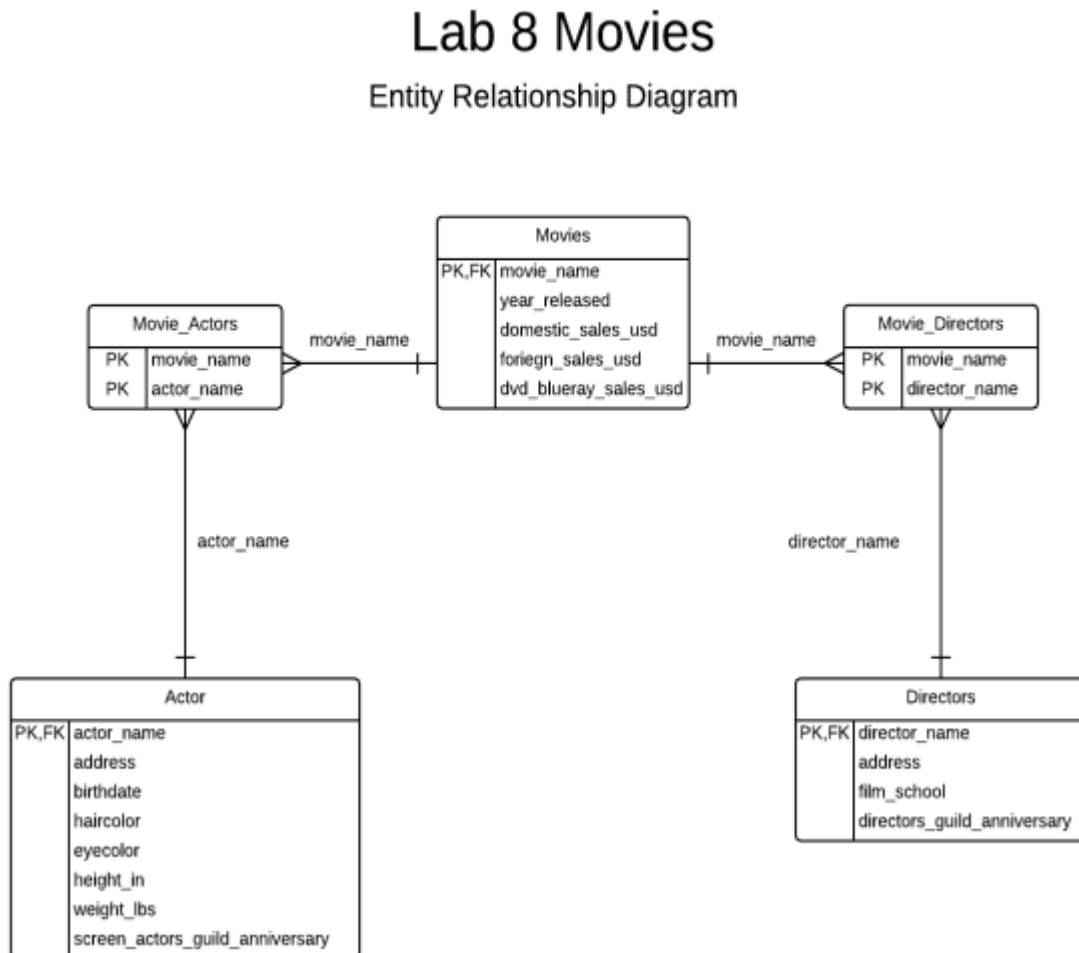 Lab 8 Movies
Entity Relationship Diagram
Movies
PK,FK movie_name
year_released
domestic_sales_usd
foriegn_sales_usd
dvd_blueray_sales_usd
Movie_Actors
PK movie_name
PK actor_name
movie_name
movie_name
Movie_Directors
PK movie_name
PK director_name
actor_name
director_name
Actor
PK,FK actor_name
address
birthdate
haircolor
eyecolor
height_in
weight_lbs
screen_actors_guild_anniversary
Directors
PK,FK director_name
address
film_school
directors_guild_anniversary